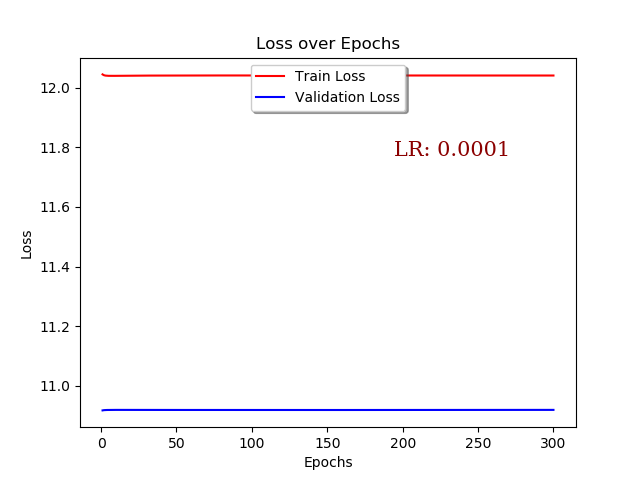 Loss over Epochs
Train Loss
Validation Loss
LR: 0.0001
12.0
11.8
11.6
11.4
11.2
11.0
Loss
0 50 100 150 200 250 300
Epochs